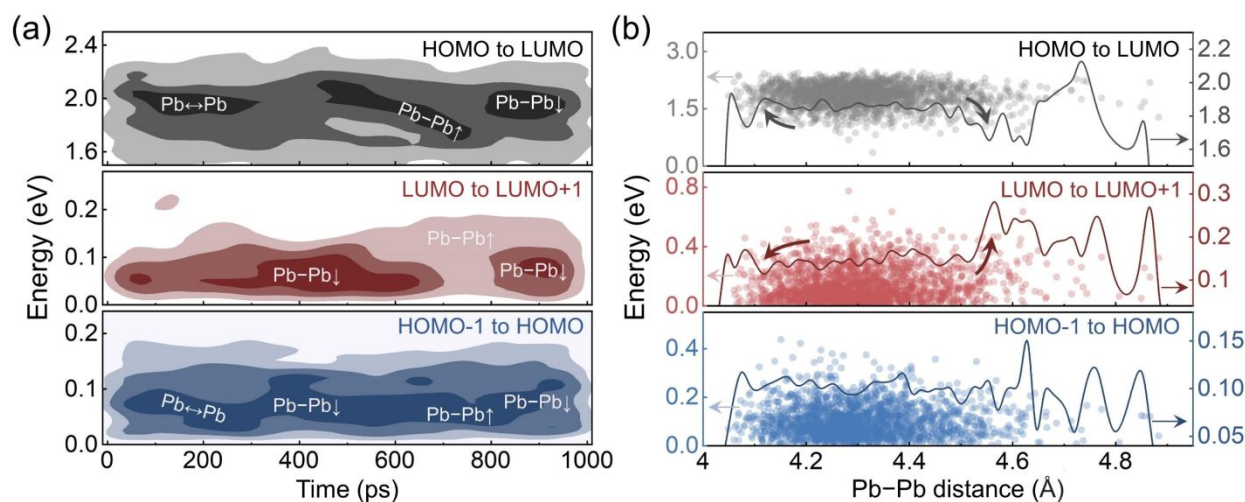 (a)
HOMO to LUMO
2.4
2.0
1.6
Pb↔Pb
Pb−Pb↑
Pb−Pb↓
LUMO to LUMO+1
0.2
0.1
0.0
Pb−Pb↓
Pb−Pb↑
Pb−Pb↓
HOMO-1 to HOMO
0.2
0.1
0.0
Pb↔Pb
Pb−Pb↓
Pb−Pb↑
Pb−Pb↓
Energy (eV)
Energy (eV)
0 200 400 600 800 1000
Time (ps)
(b)
HOMO to LUMO
3.0
1.5
0.0
2.2
2.0
1.8
1.6
LUMO to LUMO+1
0.8
0.4
0.0
0.3
0.2
0.1
HOMO-1 to HOMO
0.4
0.2
0.0
0.15
0.10
0.05
Energy (eV)
Energy (eV)
4 4.2 4.4 4.6 4.8
Pb−Pb distance (Å)